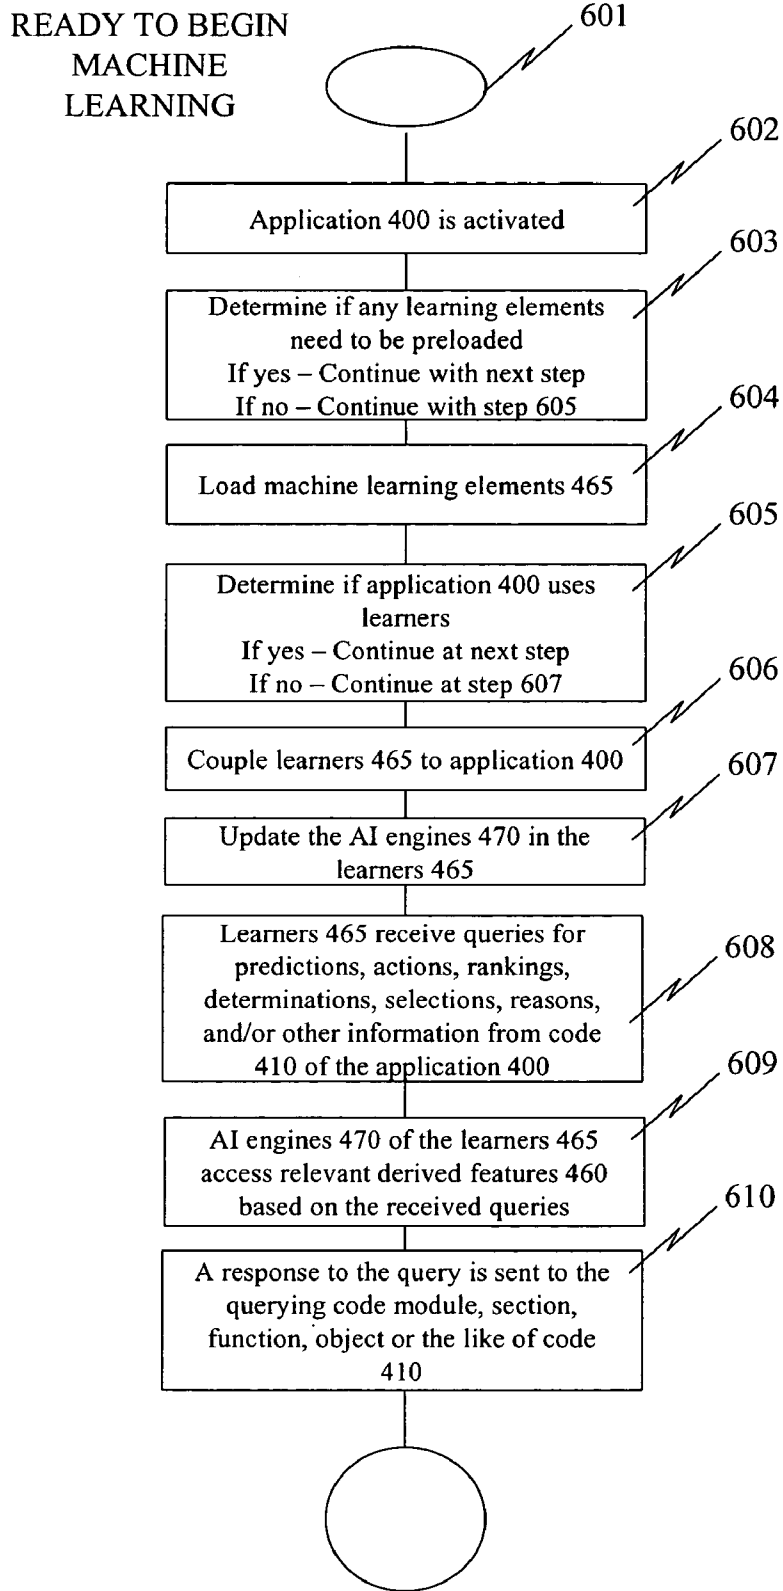 READY TO BEGIN
MACHINE
LEARNING
601
602
Application 400 is activated
603
Determine if any learning elements
need to be preloaded
If yes – Continue with next step
If no – Continue with step 605
604
Load machine learning elements 465
605
Determine if application 400 uses
learners
If yes – Continue at next step
If no – Continue at step 607
606
Couple learners 465 to application 400
607
Update the AI engines 470 in the
learners 465
608
Learners 465 receive queries for
predictions, actions, rankings,
determinations, selections, reasons,
and/or other information from code
410 of the application 400
609
AI engines 470 of the learners 465
access relevant derived features 460
based on the received queries
610
A response to the query is sent to the
querying code module, section,
function, object or the like of code
410